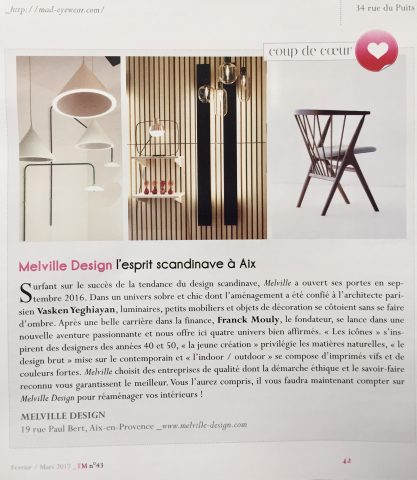 _http://mad-eyewear.com/
34 rue du Puits
coup de cœur
Melville Design l'esprit scandinave à Aix
Surfant sur le succès de la tendance du design scandinave, Melville a ouvert ses portes en sep-
tembre 2016. Dans un univers sobre et chic dont l'aménagement a été confié à l'architecte pari-
sien Vasken Yeghiayan, luminaires, petits mobiliers et objets de décoration se côtoient sans se faire
d'ombre. Après une belle carrière dans la finance, Franck Mouly, le fondateur, se lance dans une
nouvelle aventure passionnante et nous offre ici quatre univers bien affirmés. « Les icônes » s'ins-
pirent des designers des années 40 et 50, « la jeune création » privilégie les matières naturelles, « le
design brut » mise sur le contemporain et « l'indoor / outdoor » se compose d'imprimés vifs et de
couleurs fortes. Melville choisit des entreprises de qualité dont la démarche éthique et le savoir-faire
reconnu vous garantissent le meilleur. Vous l'aurez compris, il vous faudra maintenant compter sur
Melville Design pour réaménager vos intérieurs !
MELVILLE DESIGN
19 rue Paul Bert, Aix-en-Provence _www.melville-design.com
Février / Mars 2017 _TM n°43
42